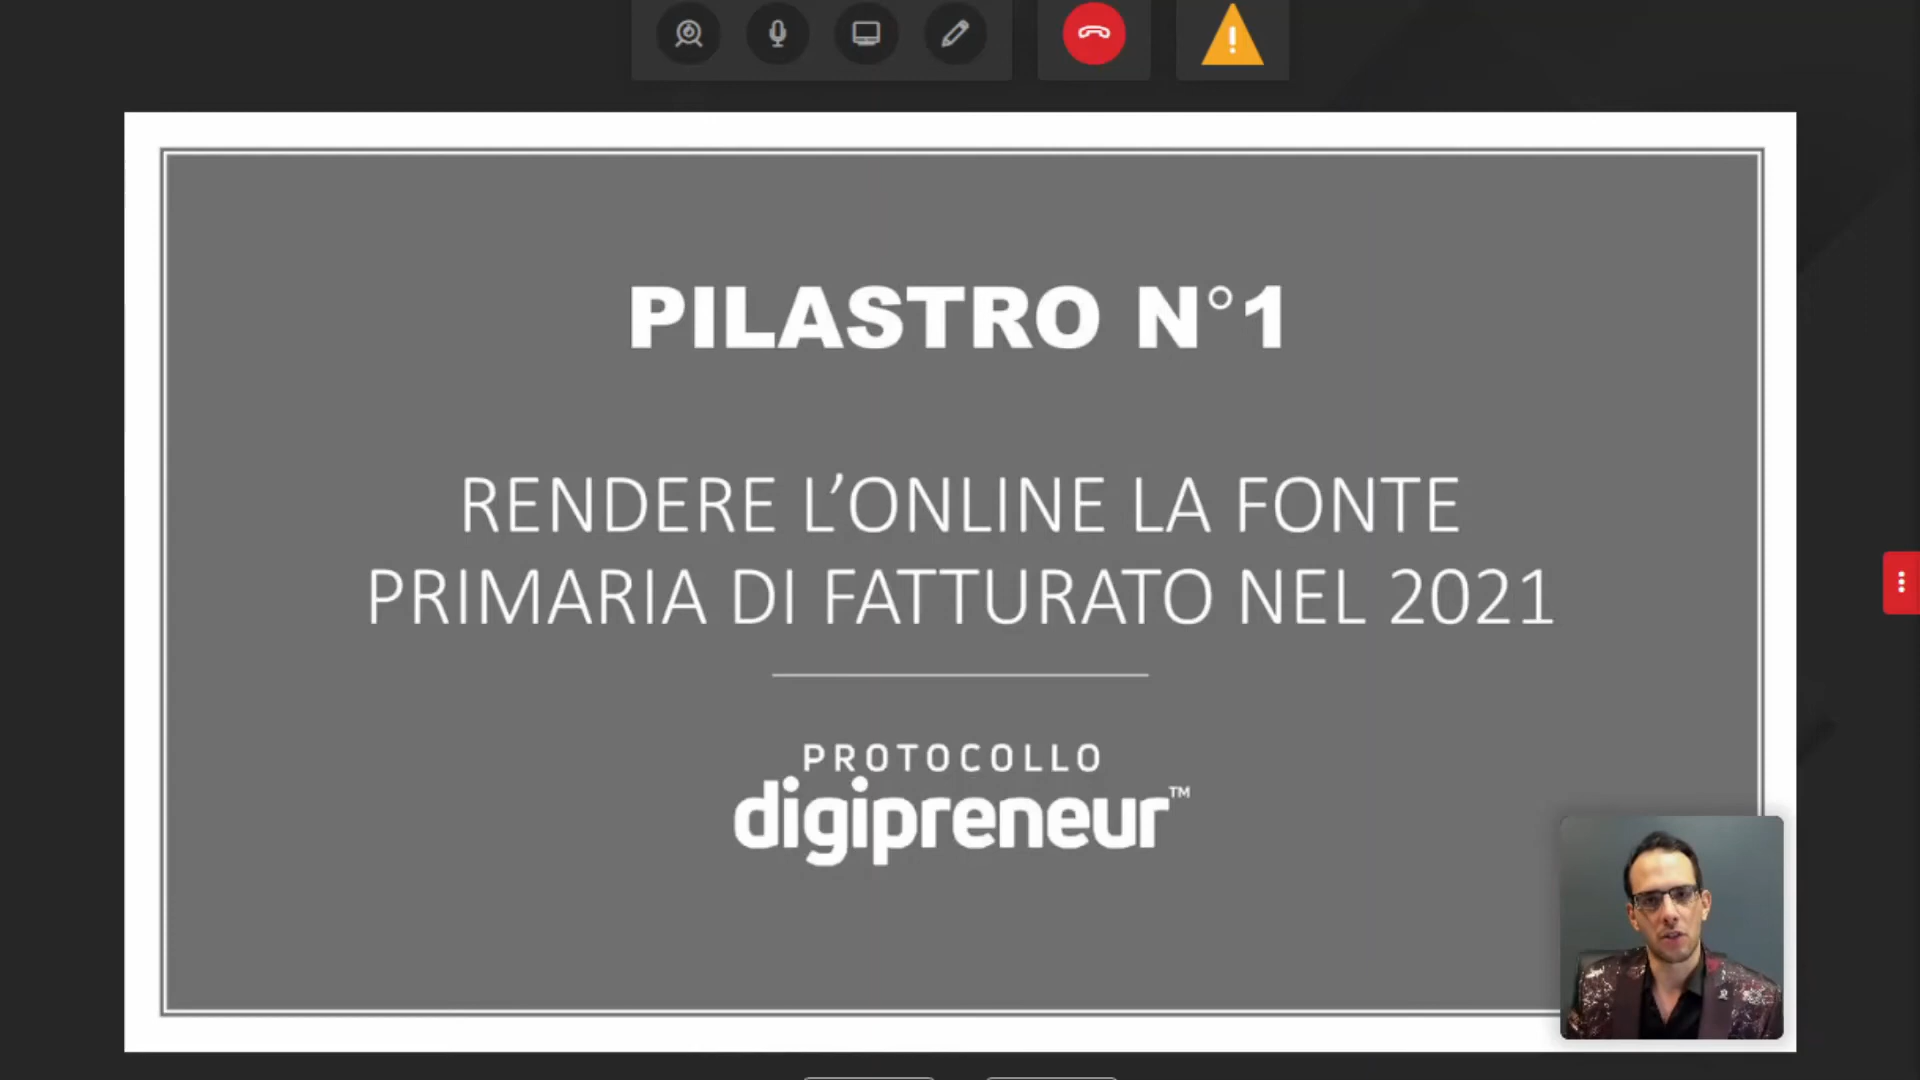 PILASTRO N°1
RENDERE L’ONLINE LA FONTE
PRIMARIA DI FATTURATO NEL 2021
PROTOCOLLO
digipreneur™